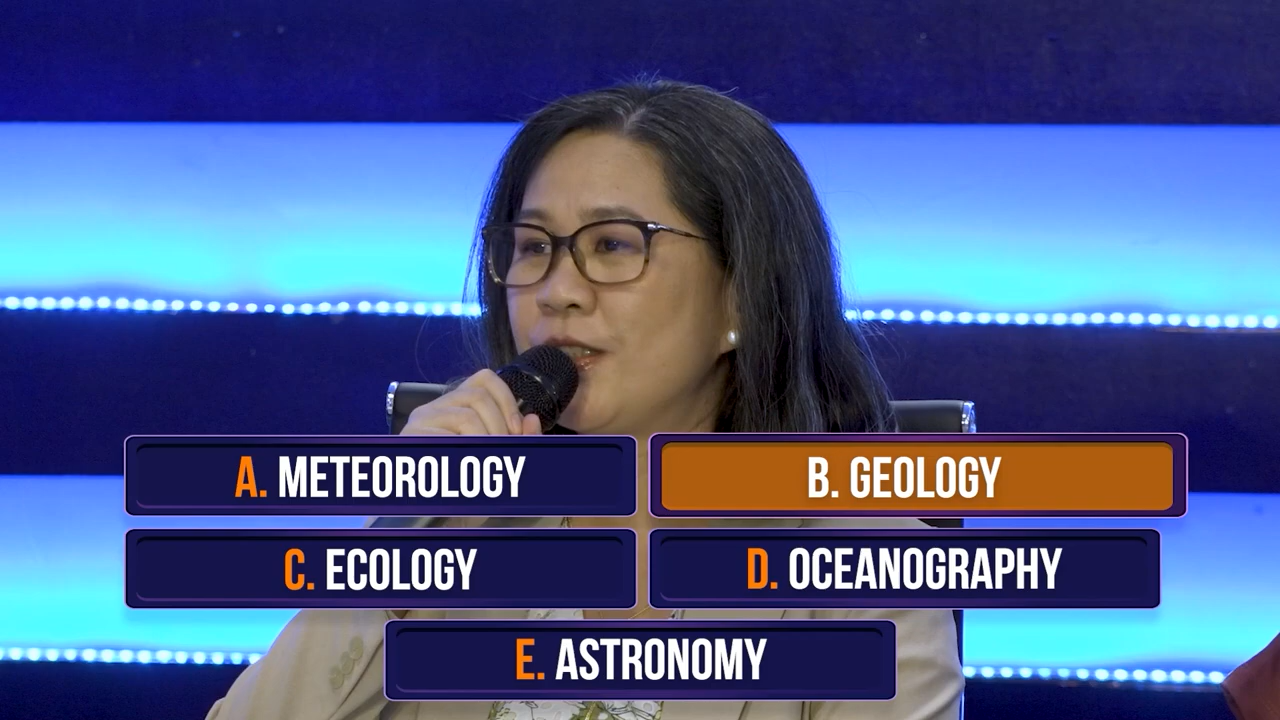 A. METEOROLOGY
B. GEOLOGY
C. ECOLOGY
D. OCEANOGRAPHY
E. ASTRONOMY